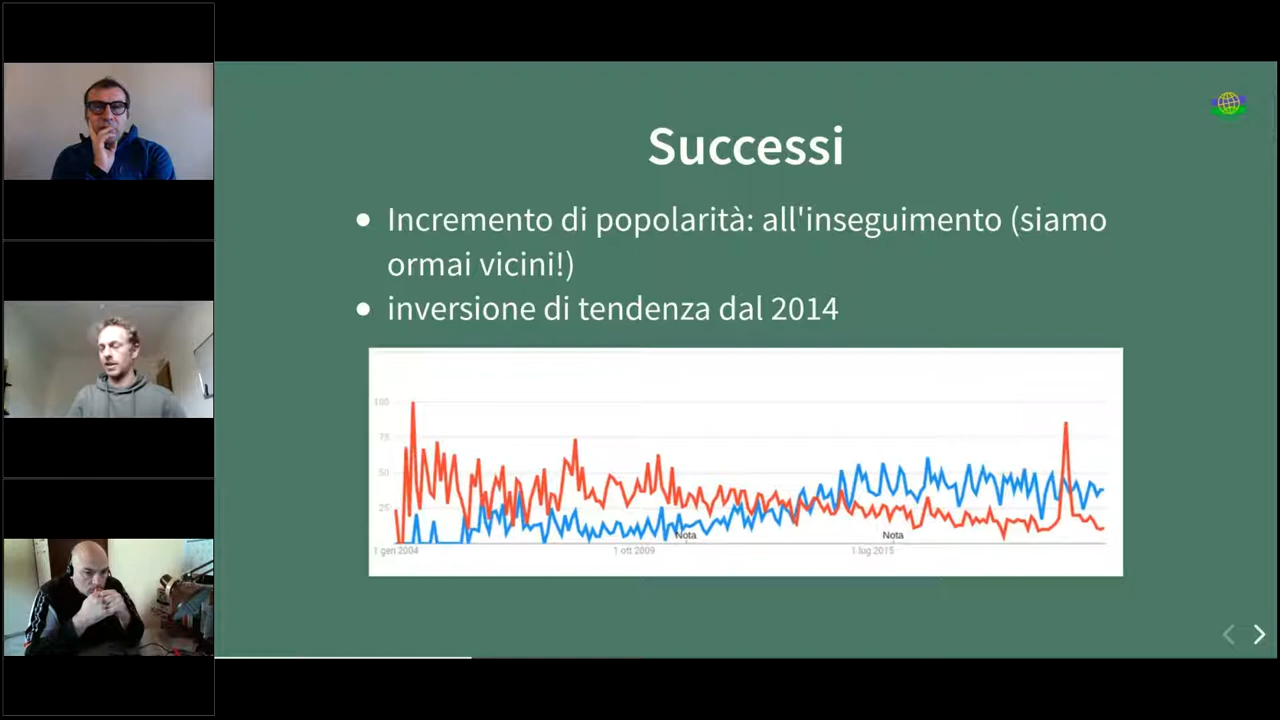 Successi
Incremento di popolarità: all'inseguimento (siamo
ormai vicini!)
inversione di tendenza dal 2014
100
75
50
25
Nota
Nota
1 gen 2004
1 ott 2009
1 lug 2015